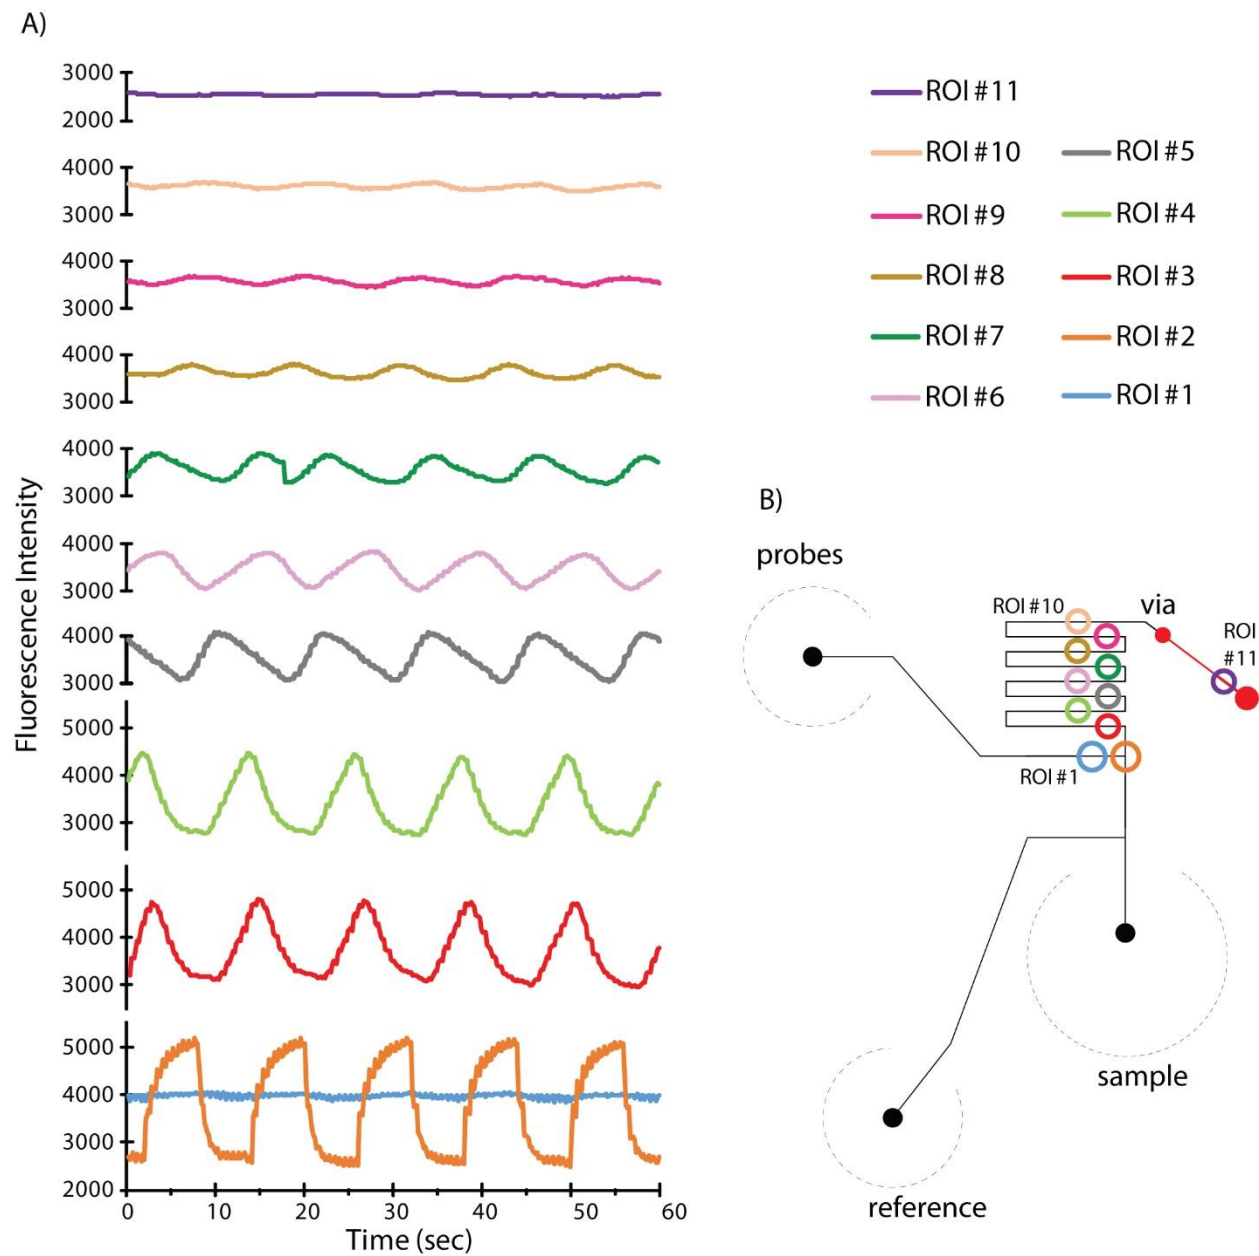 A)
3000
2000
4000
3000
4000
3000
4000
3000
4000
3000
4000
3000
4000
3000
5000
4000
3000
5000
4000
3000
5000
4000
3000
2000
0 10 20 30 40 50 60
Time (sec)
Fluorescence Intensity
ROI #11
ROI #10 ROI #5
ROI #9 ROI #4
ROI #8 ROI #3
ROI #7 ROI #2
ROI #6 ROI #1
B)
probes
ROI #10
via
ROI
#11
ROI #1
sample
reference